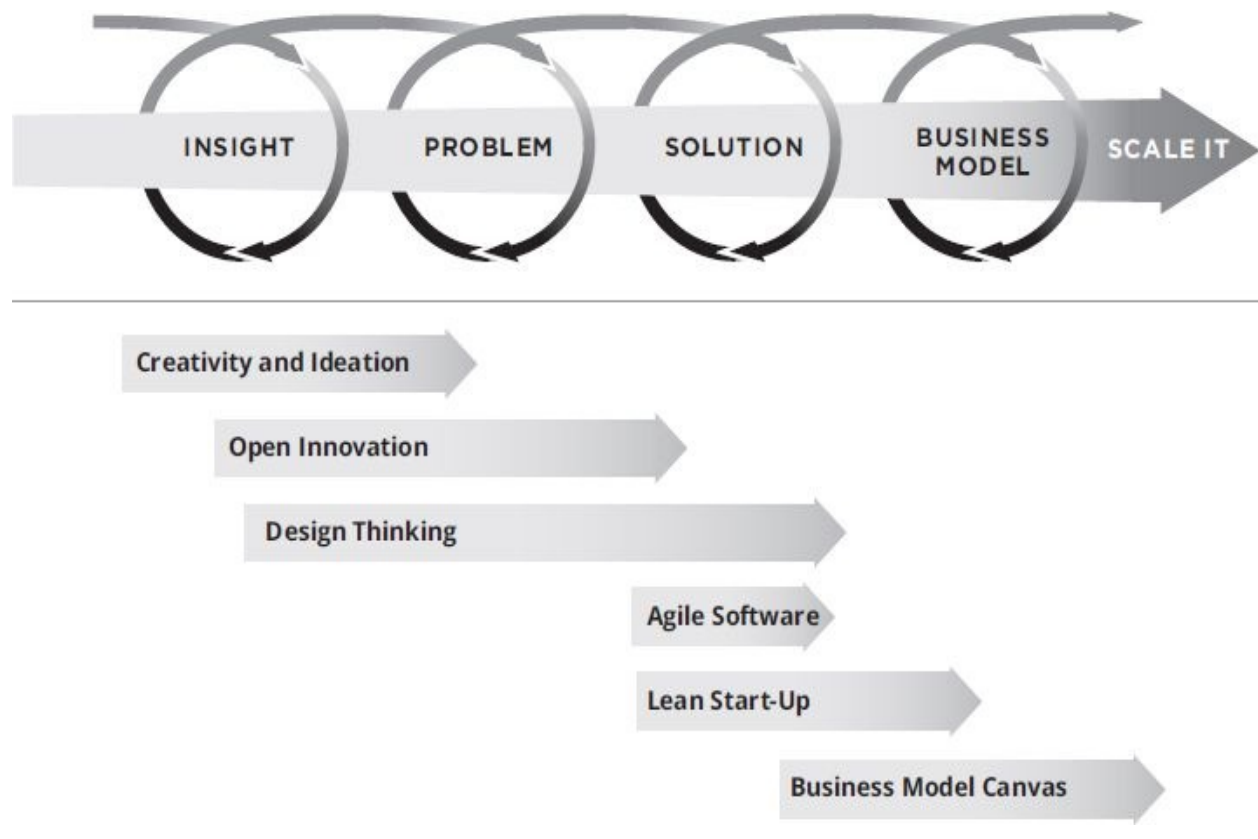 INSIGHT
PROBLEM
SOLUTION
BUSINESS
MODEL
SCALE IT
Creativity and Ideation
Open Innovation
Design Thinking
Agile Software
Lean Start-Up
Business Model Canvas